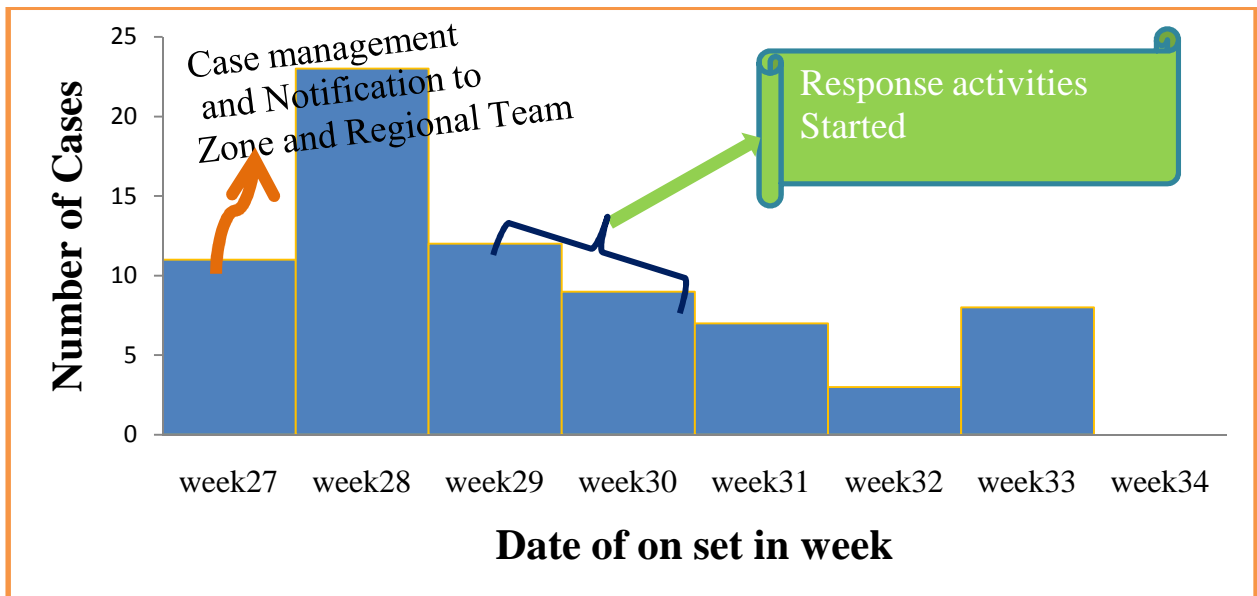 25
20
15
10
5
0
Number of Cases
Case management
and Notification to
Zone and Regional Team
Response activities
Started
week27 week28 week29 week30 week31 week32 week33 week34
Date of on set in week